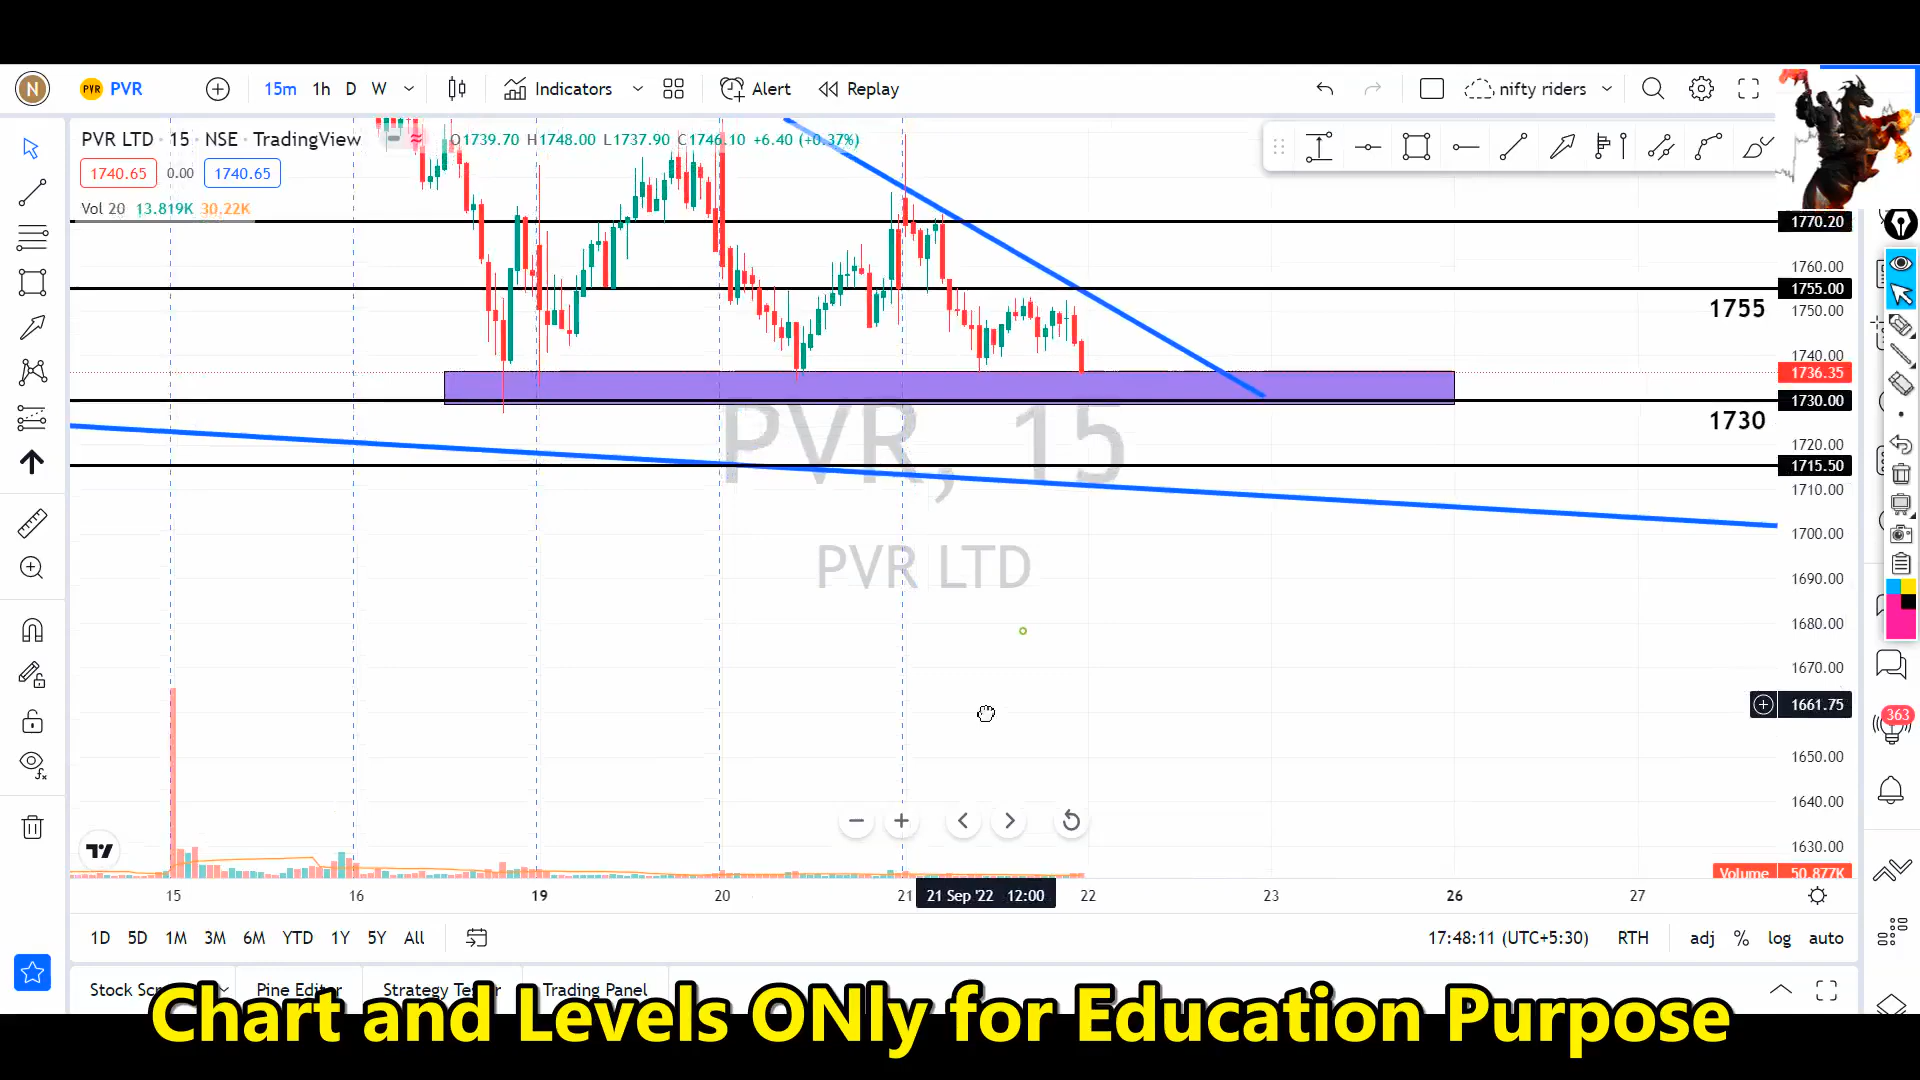 N PVR PVR 15m 1h D W Indicators Alert Replay nifty riders
PVR LTD · 15 · NSE · TradingView O1739.70 H1748.00 L1737.90 C1746.10 +6.40 (+0.37%)
1740.65 0.00 1740.65
Vol 20 13.819K 30.22K
1770.20
1760.00
1755.00
1755
1750.00
1740.00
1736.35
1730.00
1730
1720.00
1715.50
1710.00
1700.00
1690.00
1680.00
1670.00
1661.75
1650.00
1640.00
1630.00
PVR, 15
PVR LTD
363
Volume 50.877K
15 16 19 20 21 21 Sep '22 12:00 22 23 26 27
1D 5D 1M 3M 6M YTD 1Y 5Y All 17:48:11 (UTC+5:30) RTH adj % log auto
Stock Pine Editor Strategy Trading Panel
Chart and Levels ONly for Education Purpose